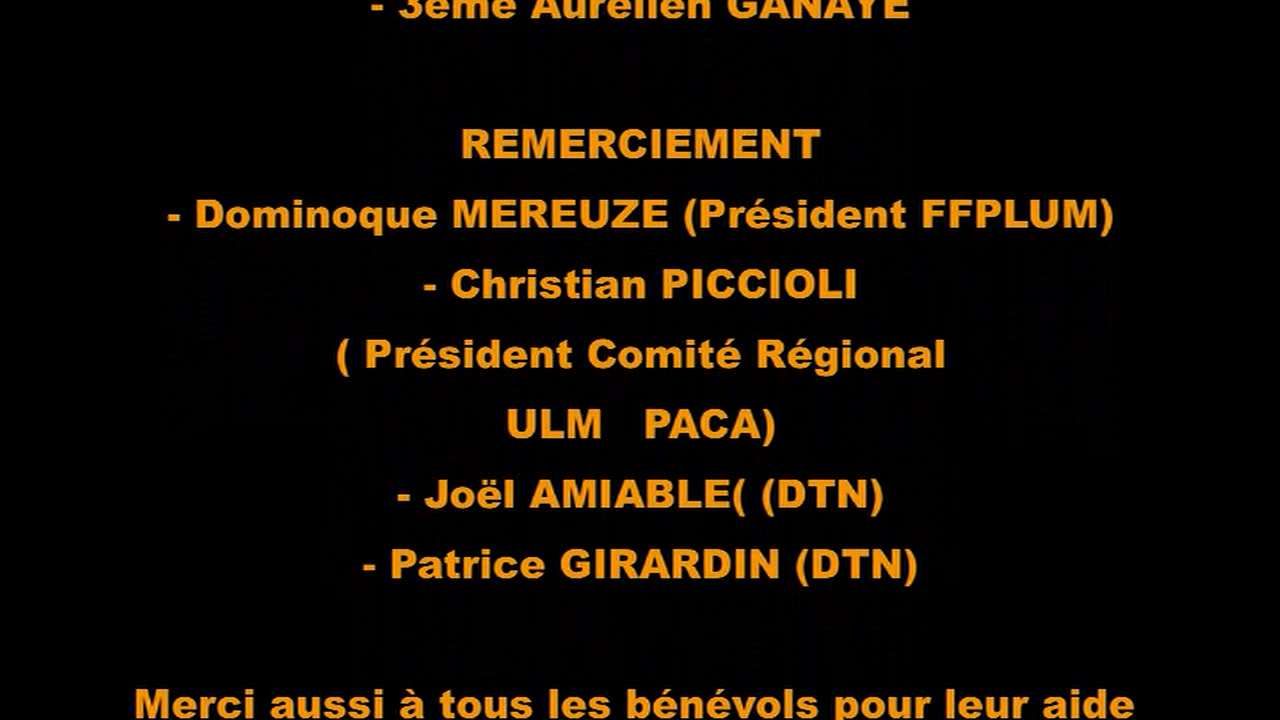 - 3ème Aurélien GANAYE
REMERCIEMENT
- Dominoque MEREUZE (Président FFPLUM)
- Christian PICCIOLI
( Président Comité Régional
ULM PACA)
- Joël AMIABLE( (DTN)
- Patrice GIRARDIN (DTN)
Merci aussi à tous les bénévols pour leur aide